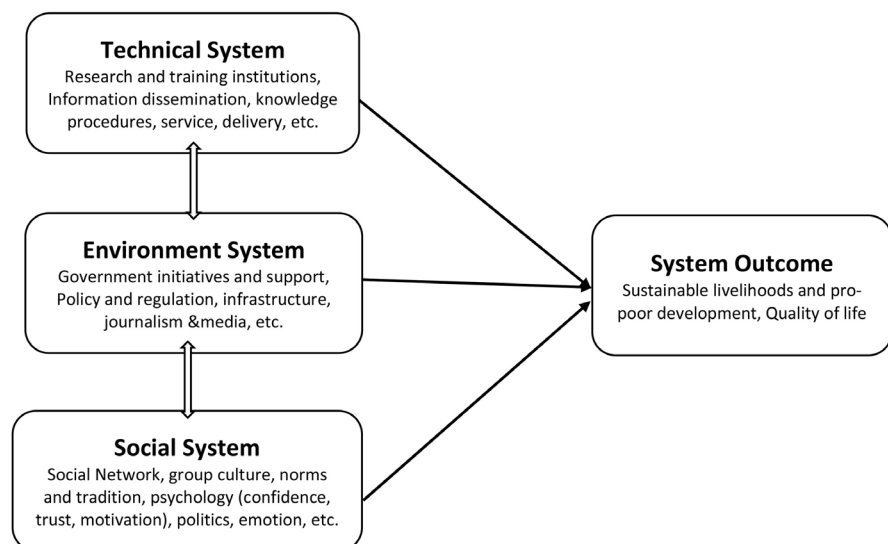 Technical System
Research and training institutions,
Information dissemination, knowledge
procedures, service, delivery, etc.
Environment System
Government initiatives and support,
Policy and regulation, infrastructure,
journalism &media, etc.
Social System
Social Network, group culture, norms
and tradition, psychology (confidence,
trust, motivation), politics, emotion, etc.
System Outcome
Sustainable livelihoods and pro-
poor development, Quality of life